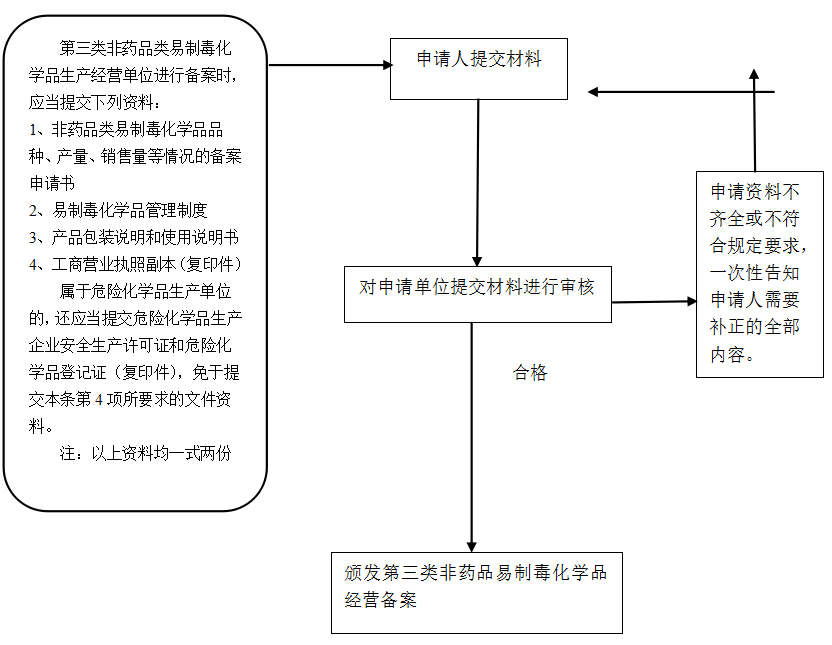 第三类非药品类易制毒化
学品生产经营单位进行备案时，
应当提交下列资料：
1、非药品类易制毒化学品品
种、产量、销售量等情况的备案
申请书
2、易制毒化学品管理制度
3、产品包装说明和使用说明书
4、工商营业执照副本（复印件）
属于危险化学品生产单位
的，还应当提交危险化学品生产
企业安全生产许可证和危险化
学品登记证（复印件），免于提
交本条第 4 项所要求的文件资
料。
注：以上资料均一式两份
申请人提交材料
对申请单位提交材料进行审核
申请资料不
齐全或不符
合规定要求，
一次性告知
申请人需要
补正的全部
内容。
合格
颁发第三类非药品易制毒化学品
经营备案